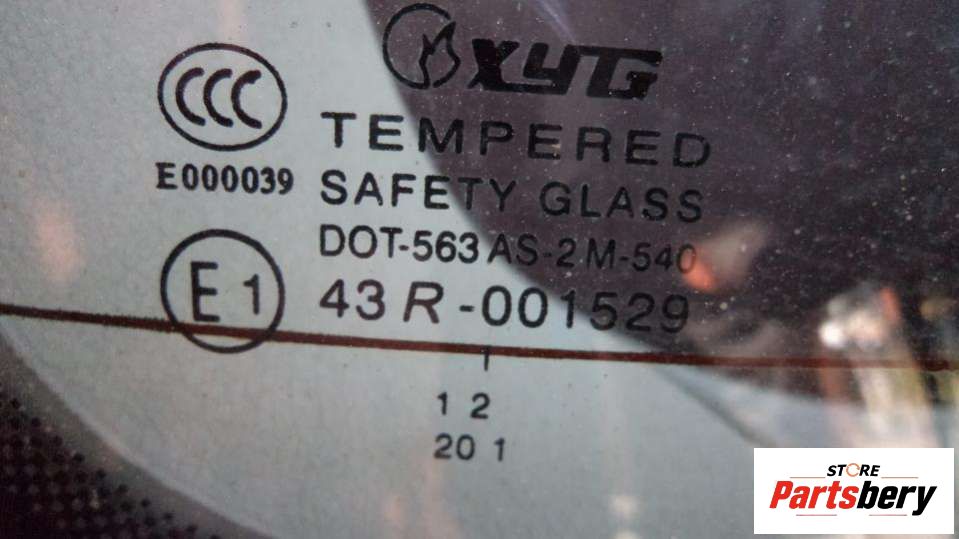 XYG
CCC
TEMPERED
E000039
SAFETY GLASS
DOT-563 AS-2 M-540
E1
43 R-001529
1 2
20 1
STORE
Partsbery